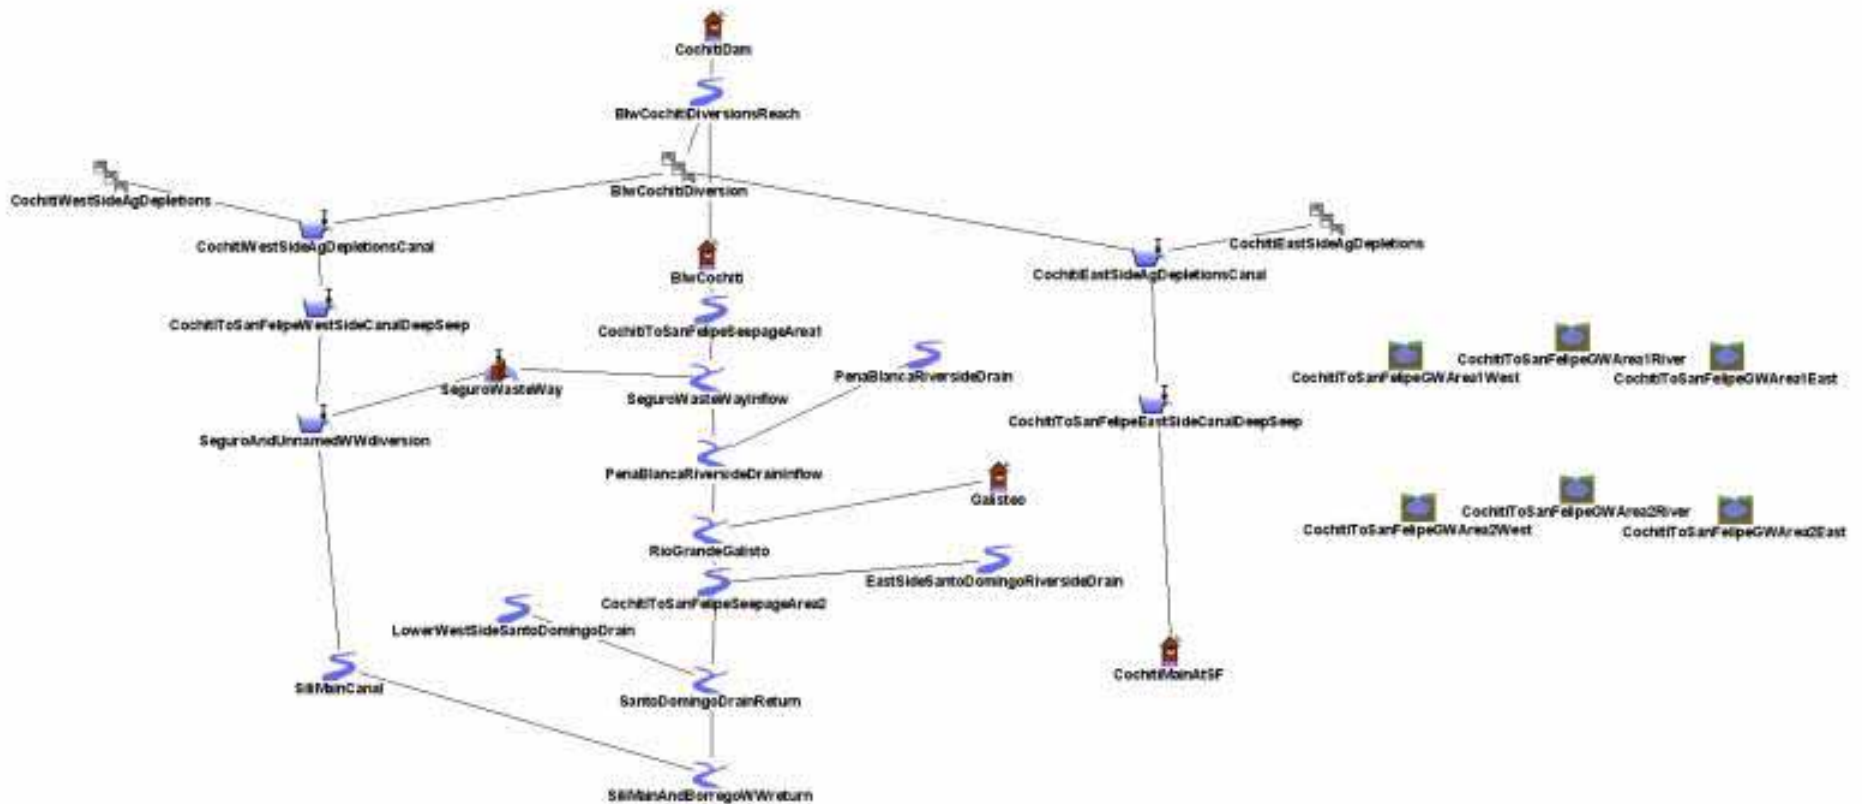 CochitiDam
BlwCochitiDiversionsReach
BlwCochitiDiversion
CochitiWestSideAgDepletions
CochitiWestSideAgDepletionsCanal
CochitiEastSideAgDepletions
CochitiEastSideAgDepletionsCanal
BlwCochiti
CochitiToSanFelipeWestSideCanalDeepSeep
CochitiToSanFelipeSeepageArea1
CochitiToSanFelipeGWArea1River
CochitiToSanFelipeGWArea1West
CochitiToSanFelipeGWArea1East
PenaBlancaRiversideDrain
SeguroWasteWay
SeguroWasteWayInflow
CochitiToSanFelipeEastSideCanalDeepSeep
SeguroAndUnnamedWWdiversion
PenaBlancaRiversideDrainInflow
Galisteo
CochitiToSanFelipeGWArea2River
CochitiToSanFelipeGWArea2West
CochitiToSanFelipeGWArea2East
RioGrandeGalisto
EastSideSantoDomingoRiversideDrain
CochitiToSanFelipeSeepageArea2
LowerWestSideSantoDomingoDrain
CochitiMainAtSF
SiliMainCanal
SantoDomingoDrainReturn
SiliMainAndBorregoWWreturn